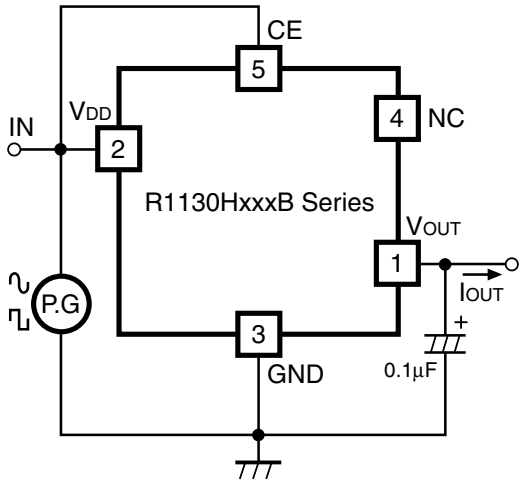 CE
5
VDD
4
NC
IN
2
R1130HxxxB Series
VOUT
1
IOUT
P.G
+
3
0.1μF
GND